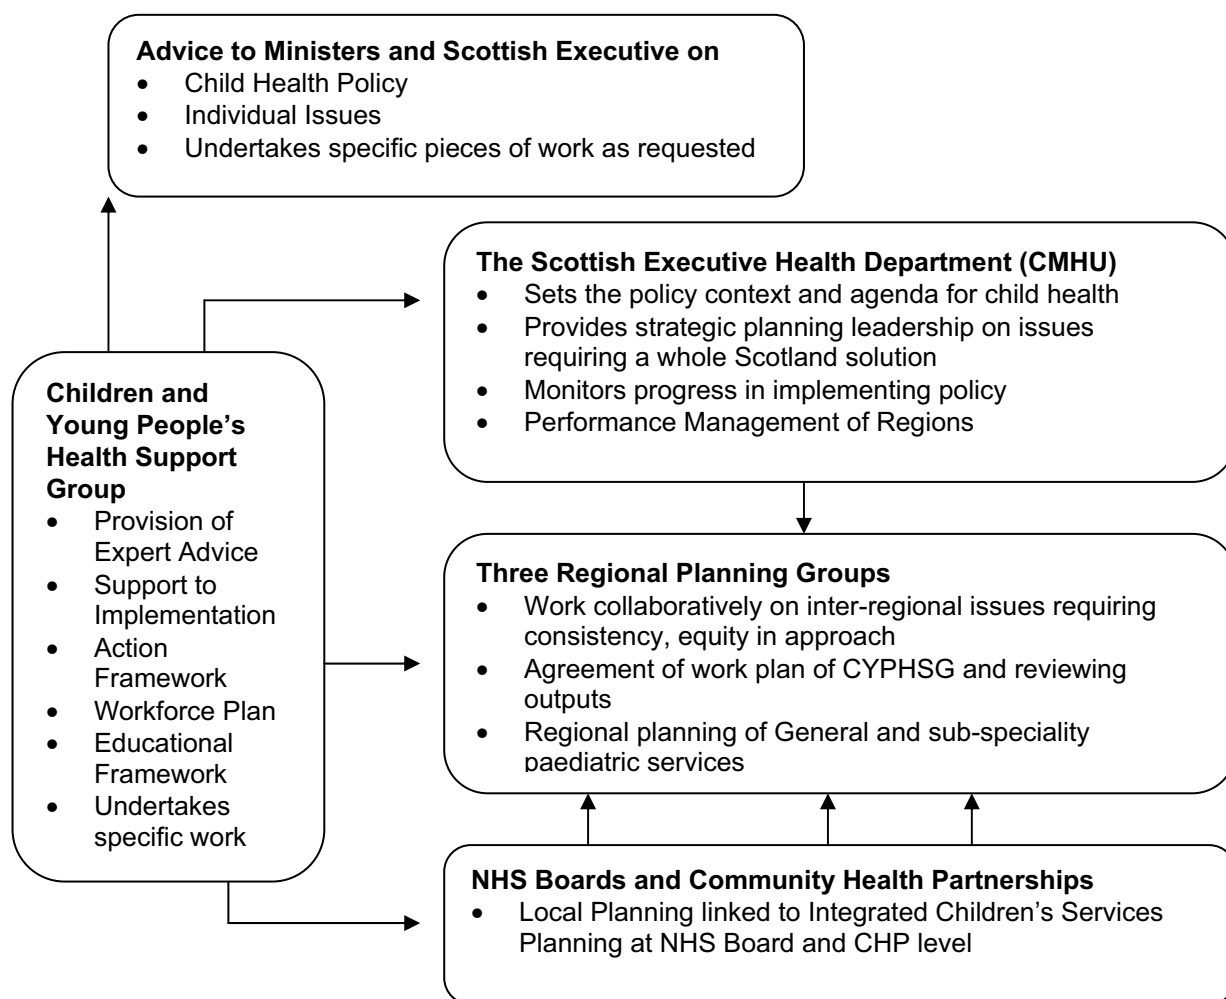 Advice to Ministers and Scottish Executive on
• Child Health Policy
• Individual Issues
• Undertakes specific pieces of work as requested
The Scottish Executive Health Department (CMHU)
• Sets the policy context and agenda for child health
• Provides strategic planning leadership on issues
requiring a whole Scotland solution
• Monitors progress in implementing policy
• Performance Management of Regions
Children and
Young People’s
Health Support
Group
• Provision of
Expert Advice
• Support to
Implementation
• Action
Framework
• Workforce Plan
• Educational
Framework
• Undertakes
specific work
Three Regional Planning Groups
• Work collaboratively on inter-regional issues requiring
consistency, equity in approach
• Agreement of work plan of CYPHSG and reviewing
outputs
• Regional planning of General and sub-speciality
paediatric services
NHS Boards and Community Health Partnerships
• Local Planning linked to Integrated Children’s Services
Planning at NHS Board and CHP level